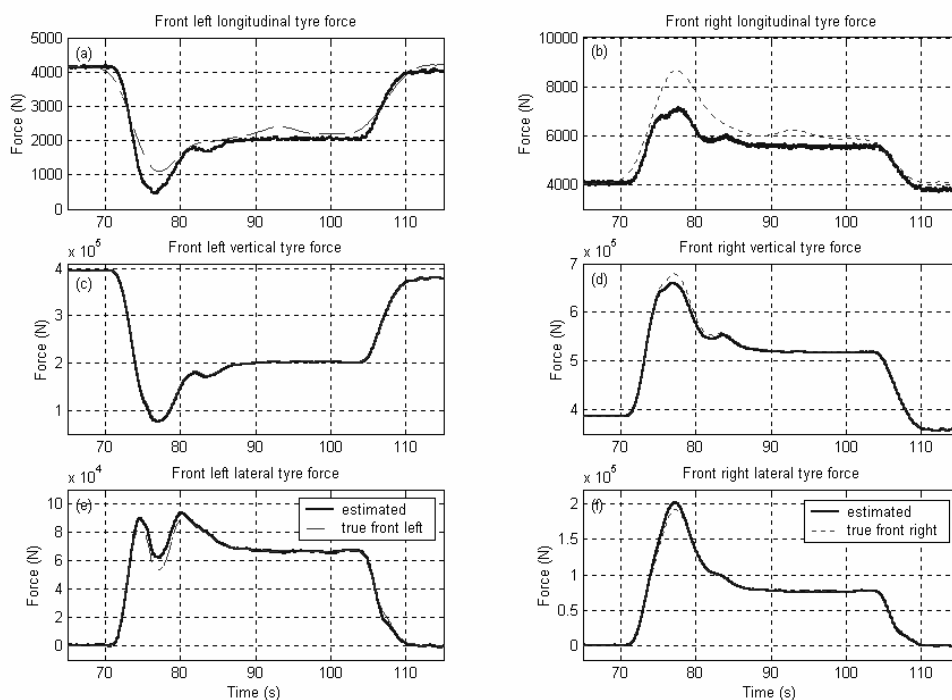 Front left longitudinal tyre force
(a)
5000
4000
3000
2000
1000
0
Force (N)
70 80 90 100 110
Front right longitudinal tyre force
(b)
10000
8000
6000
4000
Force (N)
70 80 90 100 110
Front left vertical tyre force
x 10^5
(c)
4
3
2
1
Force (N)
70 80 90 100 110
Front right vertical tyre force
x 10^5
(d)
7
6
5
4
Force (N)
70 80 90 100 110
Front left lateral tyre force
x 10^4
(e)
10
8
6
4
2
0
Force (N)
estimated
true front left
70 80 90 100 110
Time (s)
Front right lateral tyre force
x 10^5
(f)
2
1.5
1
0.5
0
Force (N)
estimated
true front right
70 80 90 100 110
Time (s)